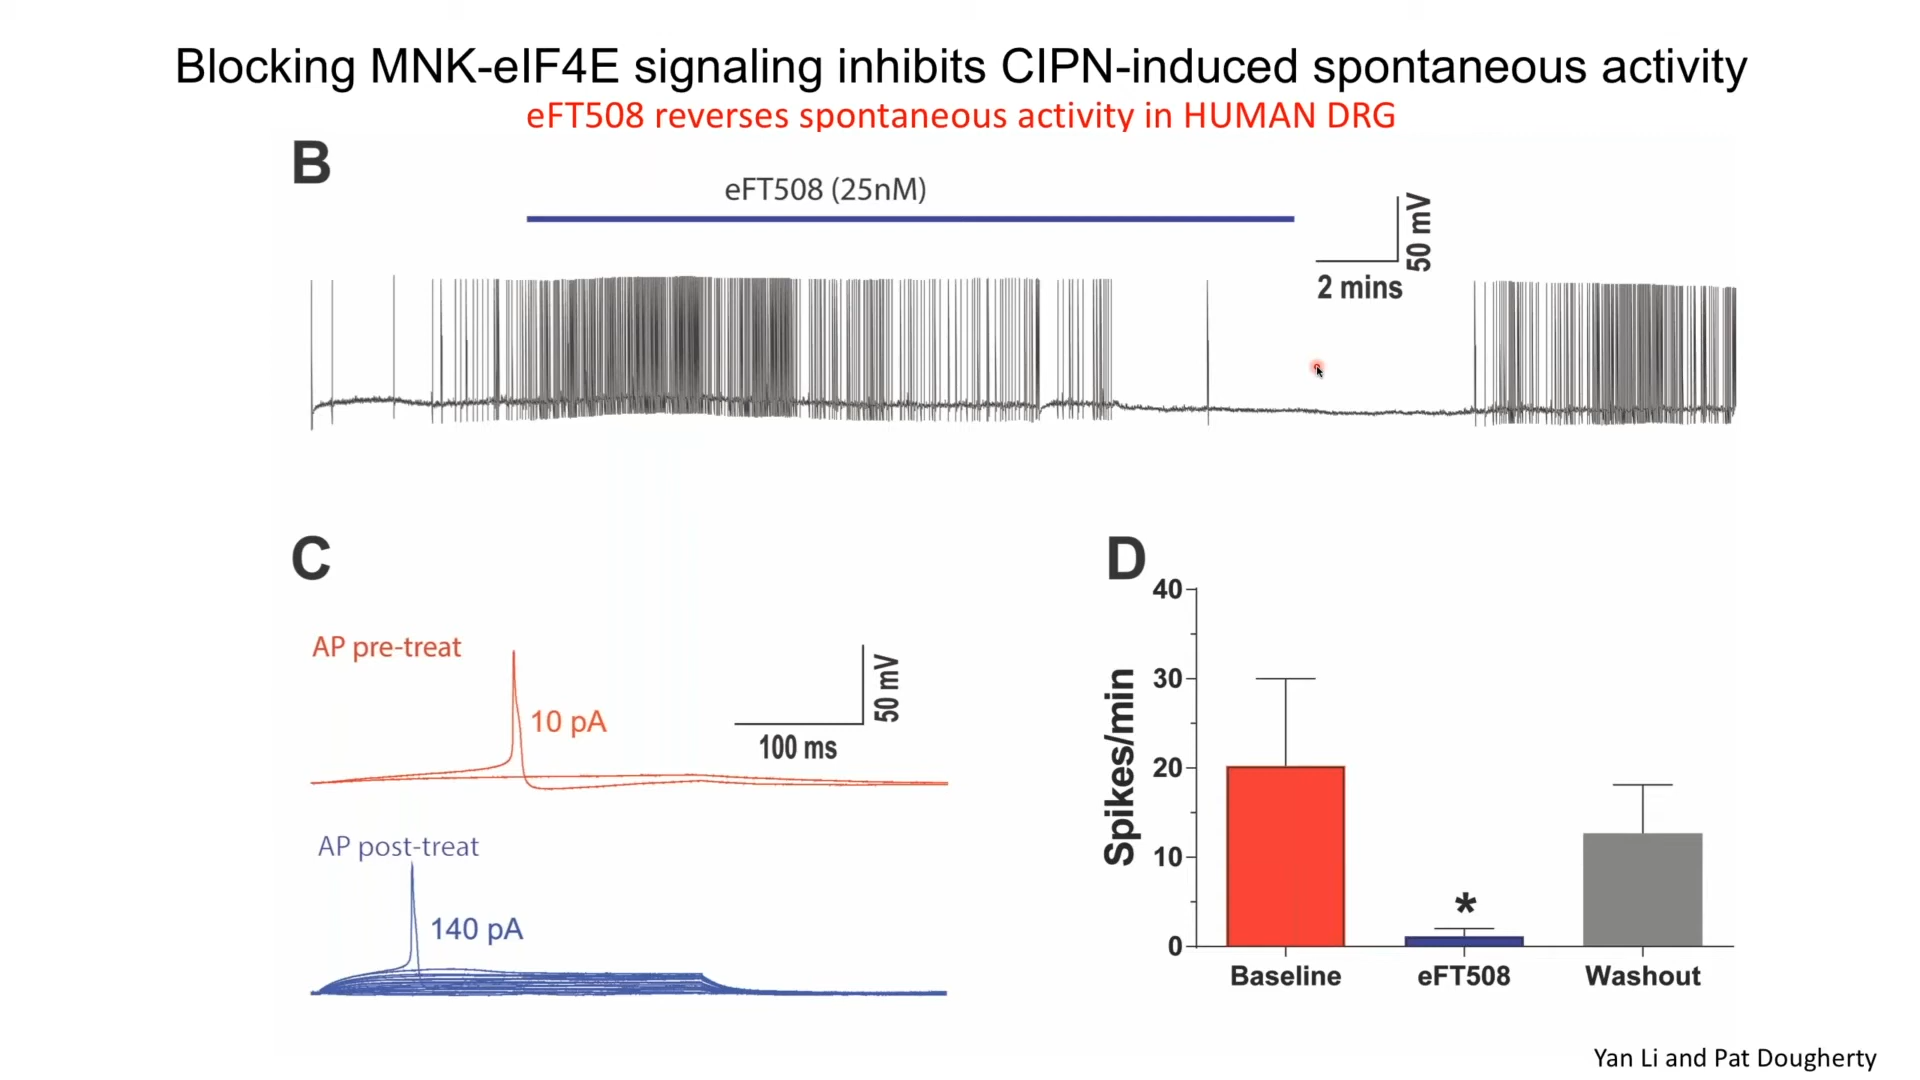 Blocking MNK-eIF4E signaling inhibits CIPN-induced spontaneous activity
eFT508 reverses spontaneous activity in HUMAN DRG
B
eFT508 (25nM)
50 mV
2 mins
C
AP pre-treat
10 pA
50 mV
100 ms
AP post-treat
140 pA
D
Spikes/min
40
30
20
10
0
*
Baseline
eFT508
Washout
Yan Li and Pat Dougherty